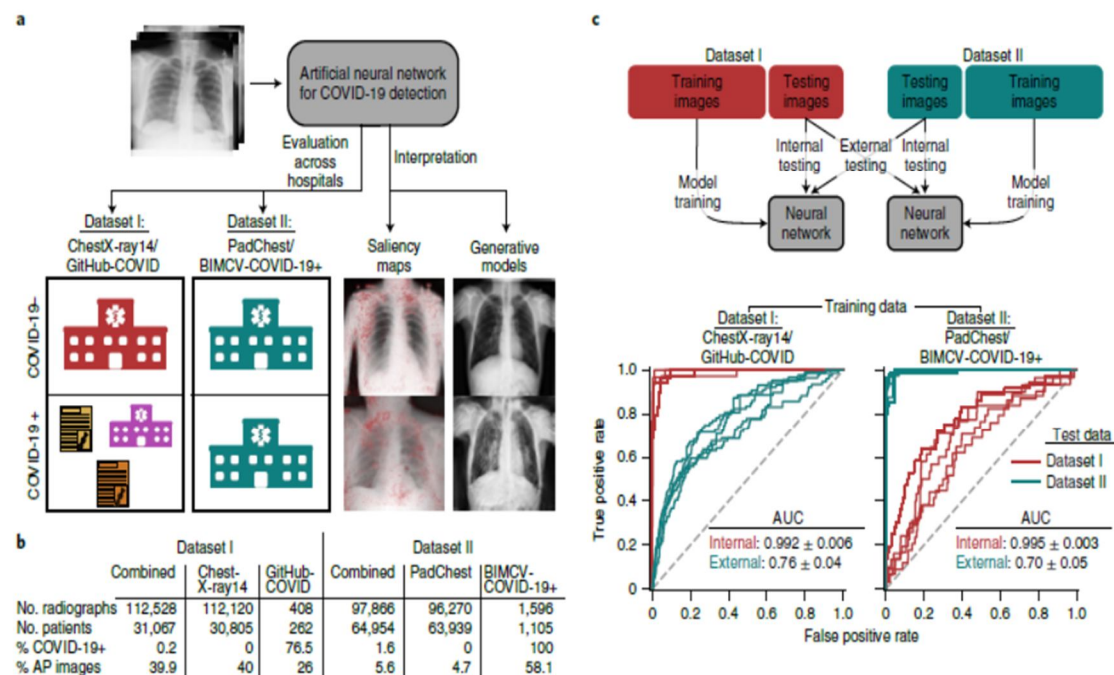 a
Artificial neural network
for COVID-19 detection
Evaluation
across
hospitals
Interpretation
Dataset I:
ChestX-ray14/
GitHub-COVID
Dataset II:
PadChest/
BIMCV-COVID-19+
Saliency
maps
Generative
models
COVID-19–
COVID-19+
b
Dataset I Dataset II
Combined Chest-X-ray14 GitHub-COVID Combined PadChest BIMCV-COVID-19+
No. radiographs 112,528 112,120 408 97,866 96,270 1,596
No. patients 31,067 30,805 262 64,954 63,939 1,105
% COVID-19+ 0.2 0 76.5 1.6 0 100
% AP images 39.9 40 26 5.6 4.7 58.1
c
Dataset I Dataset II
Training images Testing images Testing images Training images
Internal testing External testing Internal testing
Model training Model training
Neural network Neural network
Training data
Dataset I:
ChestX-ray14/
GitHub-COVID
Dataset II:
PadChest/
BIMCV-COVID-19+
True positive rate
1.0
0.8
0.6
0.4
0.2
0
AUC
Internal: 0.992 ± 0.006
External: 0.76 ± 0.04
AUC
Internal: 0.995 ± 0.003
External: 0.70 ± 0.05
Test data
Dataset I
Dataset II
0 0.2 0.4 0.6 0.8 1.0 0 0.2 0.4 0.6 0.8 1.0
False positive rate